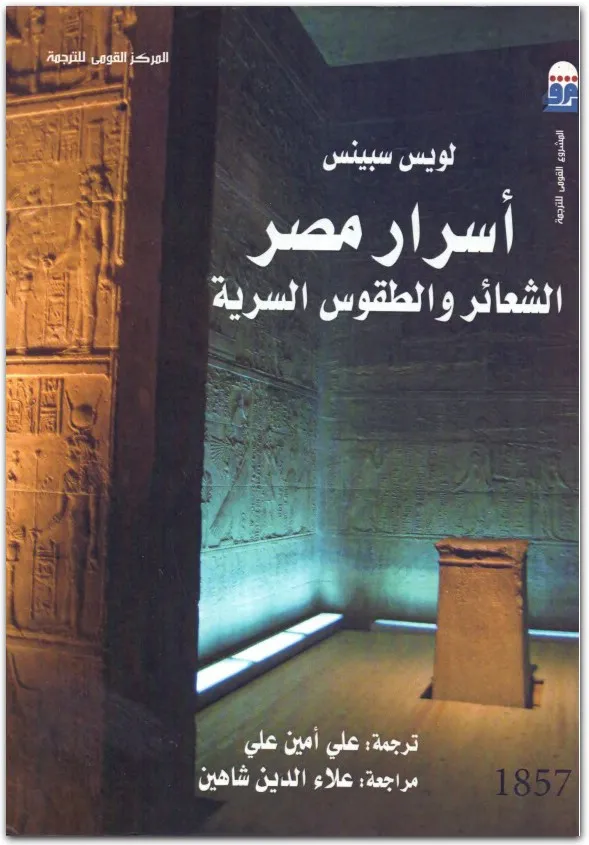 المركز القومى للترجمة
المشروع القومى للترجمة
لويس سبينس
أسرار مصر
الشعائر والطقوس السرية
ترجمة: علي أمين علي
مراجعة: علاء الدين شاهين
1857